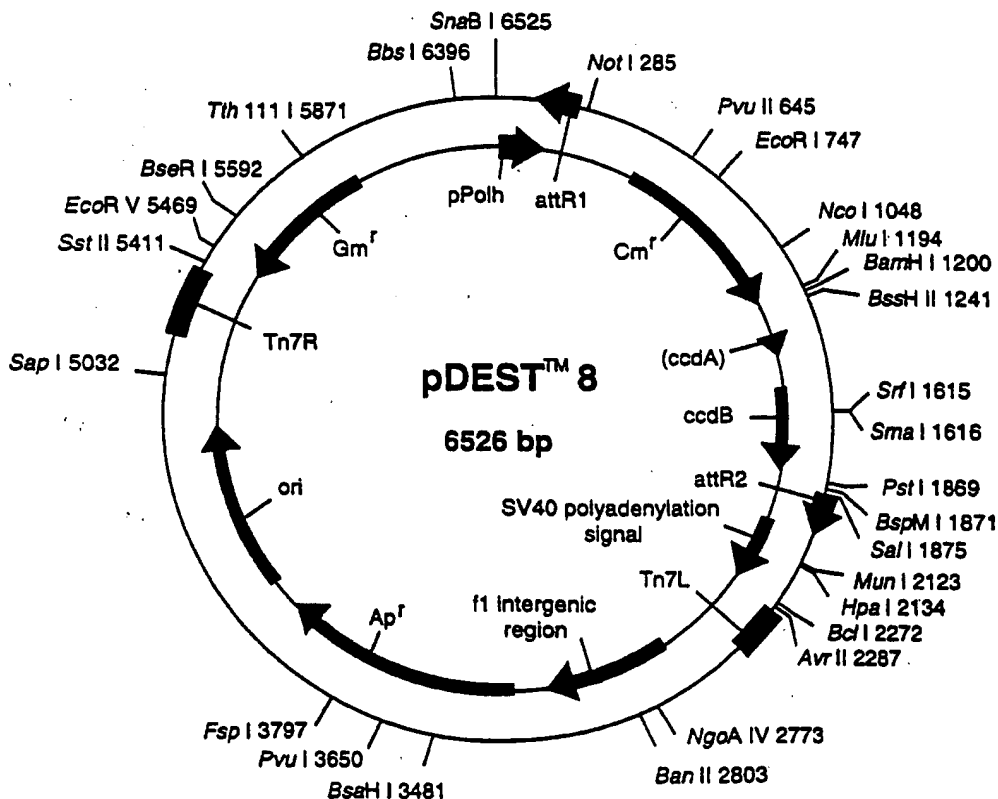 SnaB I 6525
Bbs I 6396
Not I 285
Tth 111 I 5871
Pvu II 645
EcoR I 747
BseR I 5592
EcoR V 5469
Sst II 5411
pPolh
attR1
Gmʳ
Cmʳ
Nco I 1048
Mlu I 1194
BamH I 1200
BssH II 1241
Tn7R
Sap I 5032
(ccdA)
pDEST™ 8
6526 bp
ccdB
Srf I 1615
Sma I 1616
attR2
ori
SV40 polyadenylation
signal
Pst I 1869
BspM I 1871
Sal I 1875
Tn7L
Mun I 2123
Hpa I 2134
Bcl I 2272
Avr II 2287
f1 intergenic
region
Apʳ
Fsp I 3797
Pvu I 3650
BsaH I 3481
NgoA IV 2773
Ban II 2803